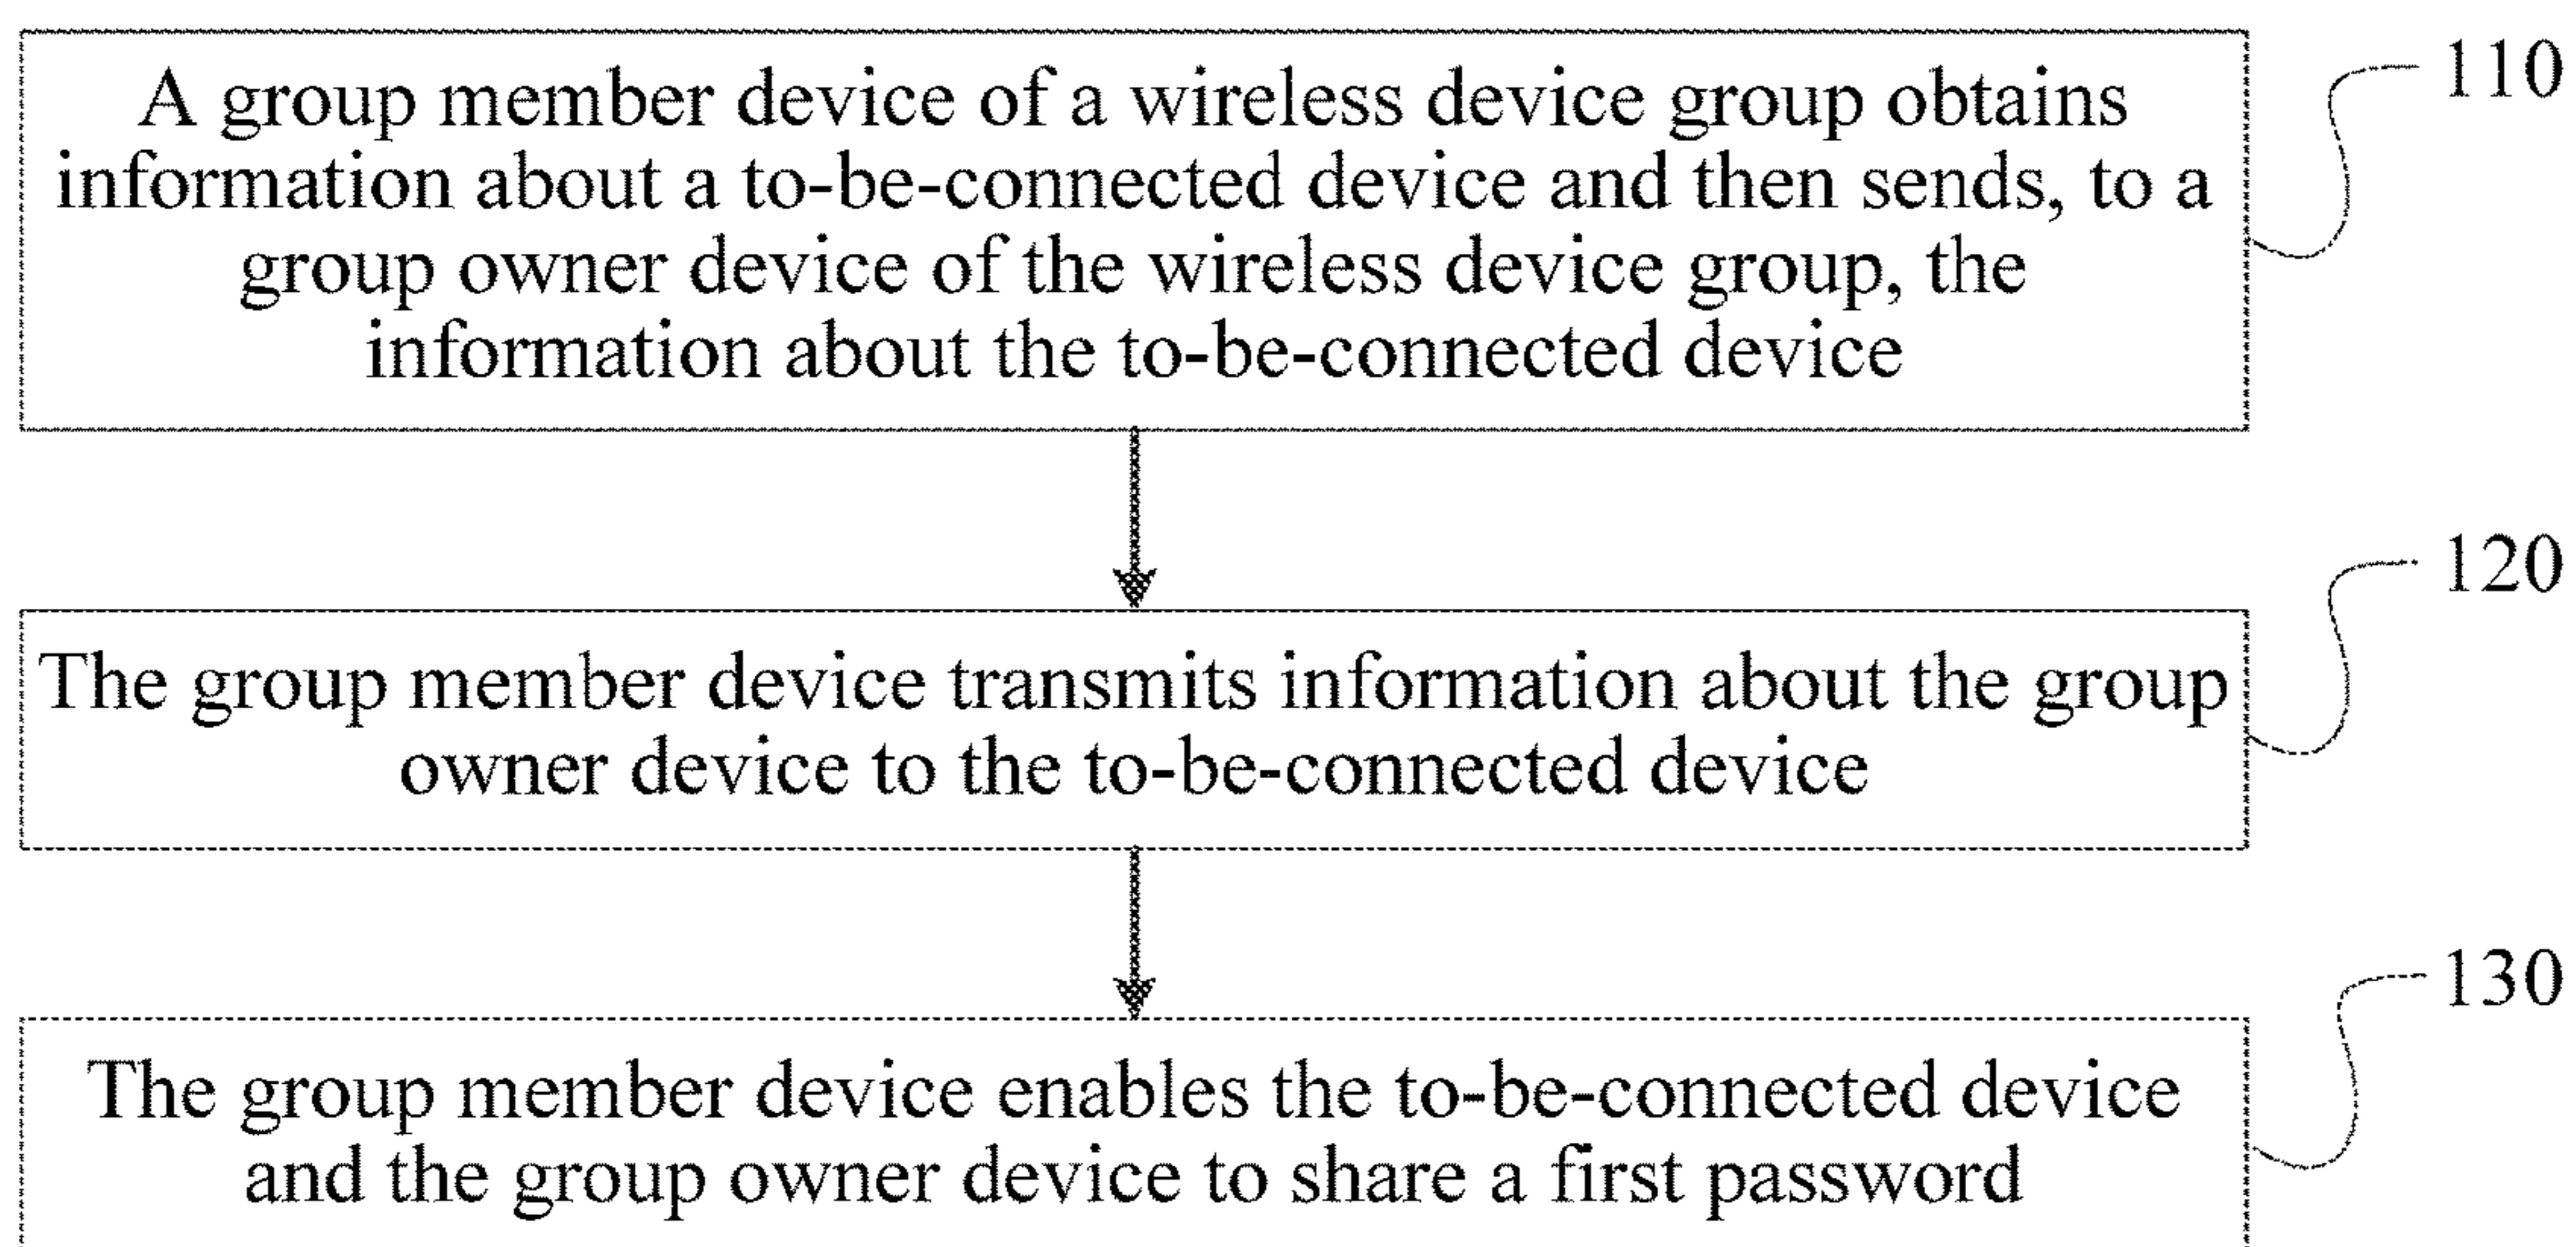 A group member device of a wireless device group obtains
information about a to-be-connected device and then sends, to a
group owner device of the wireless device group, the
information about the to-be-connected device
110
The group member device transmits information about the group
owner device to the to-be-connected device
120
The group member device enables the to-be-connected device
and the group owner device to share a first password
130